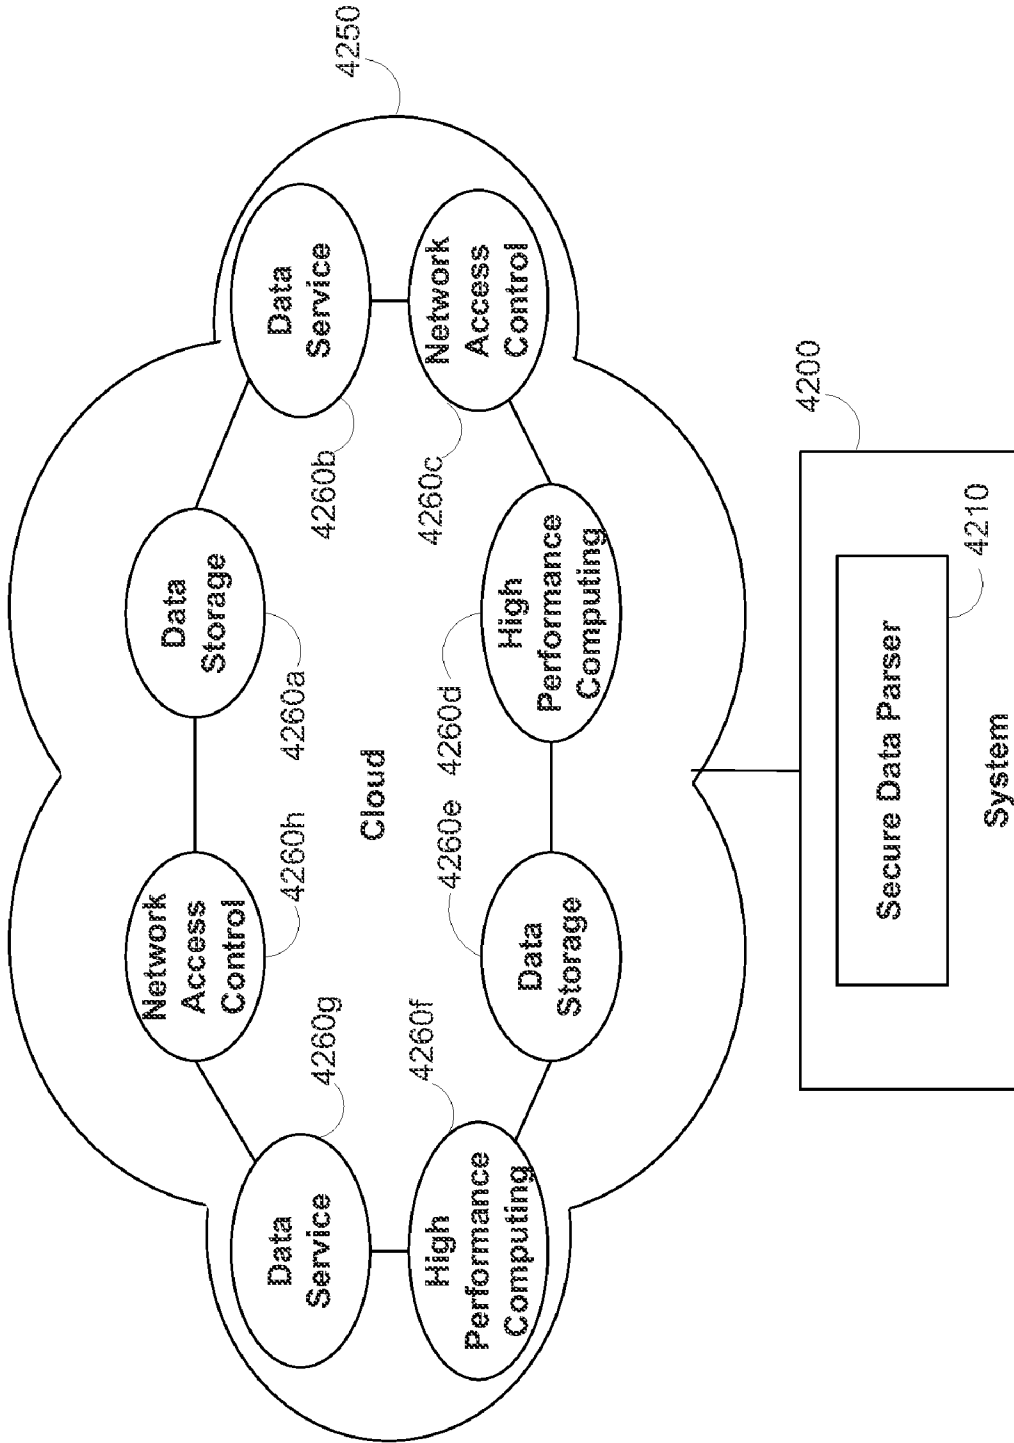 Network
Access
Control
4260h
Data
Storage
4260a
Data
Service
4260g
Data
Service
4260b
4250
Cloud
High
Performance
Computing
4260f
Data
Storage
4260e
High
Performance
Computing
4260d
Network
Access
Control
4260c
4200
Secure Data Parser
4210
System